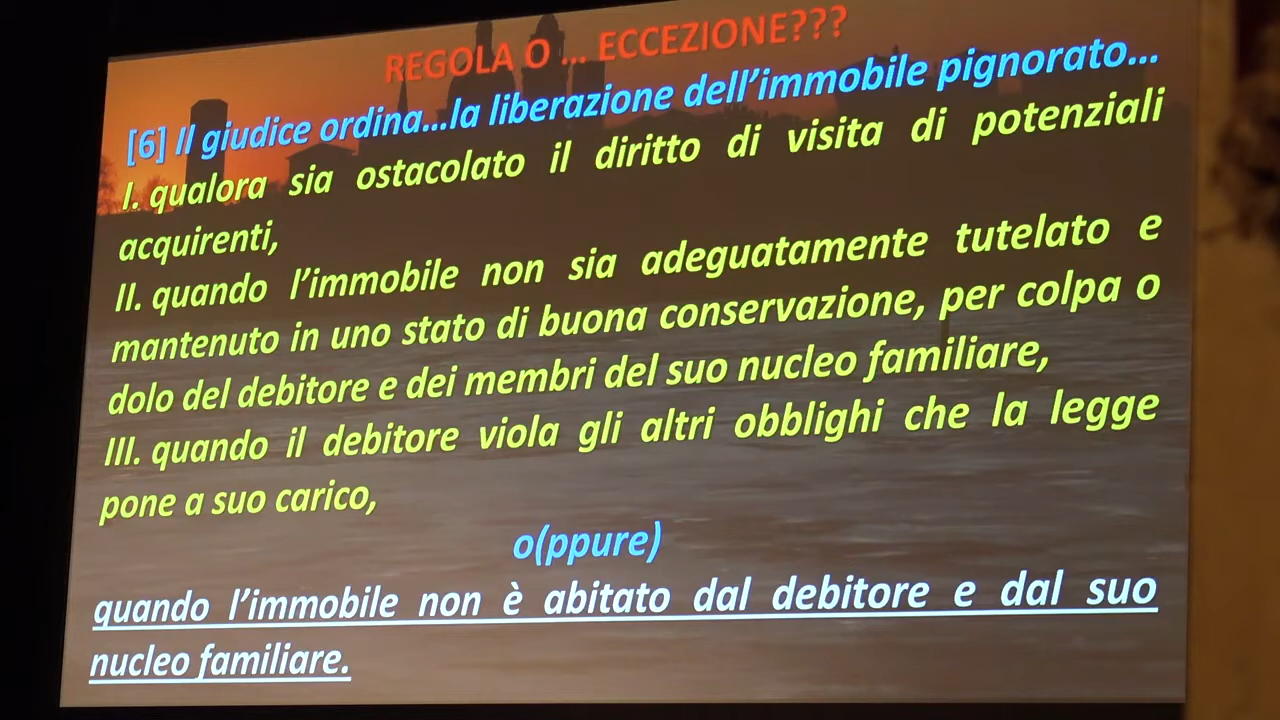 REGOLA O ... ECCEZIONE???
[6] Il giudice ordina...la liberazione dell'immobile pignorato...
I. qualora sia ostacolato il diritto di visita di potenziali
acquirenti,
II. quando l'immobile non sia adeguatamente tutelato e
mantenuto in uno stato di buona conservazione, per colpa o
dolo del debitore e dei membri del suo nucleo familiare,
III. quando il debitore viola gli altri obblighi che la legge
pone a suo carico,
o(ppure)
quando l'immobile non è abitato dal debitore e dal suo
nucleo familiare.